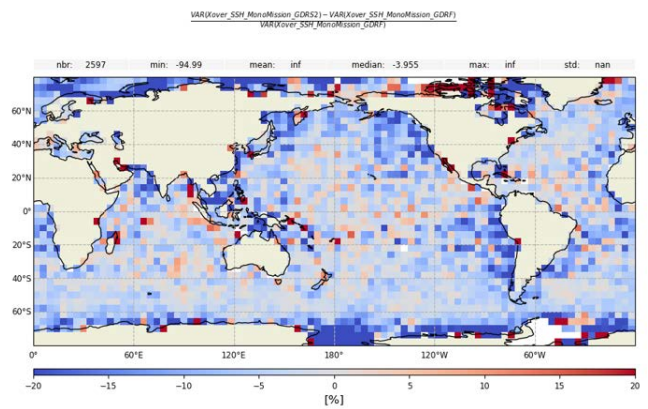 VAR(Xover_SSH_MonoMission_GDRS2) − VAR(Xover_SSH_MonoMission_GDRF)
VAR(Xover_SSH_MonoMission_GDRF)
nbr: 2597 min: -94.99 mean: inf median: -3.955 max: inf std: nan
60°N
40°N
20°N
0°
20°S
40°S
60°S
0° 60°E 120°E 180° 120°W 60°W
−20 −15 −10 −5 0 5 10 15 20
[%]